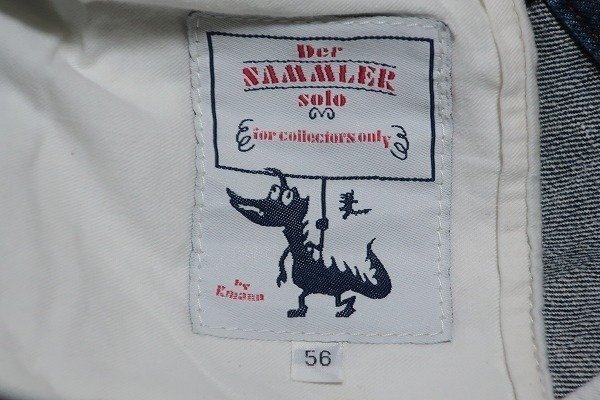 Der
SAMMLER
solo
for collectors only
by
Kmann
56